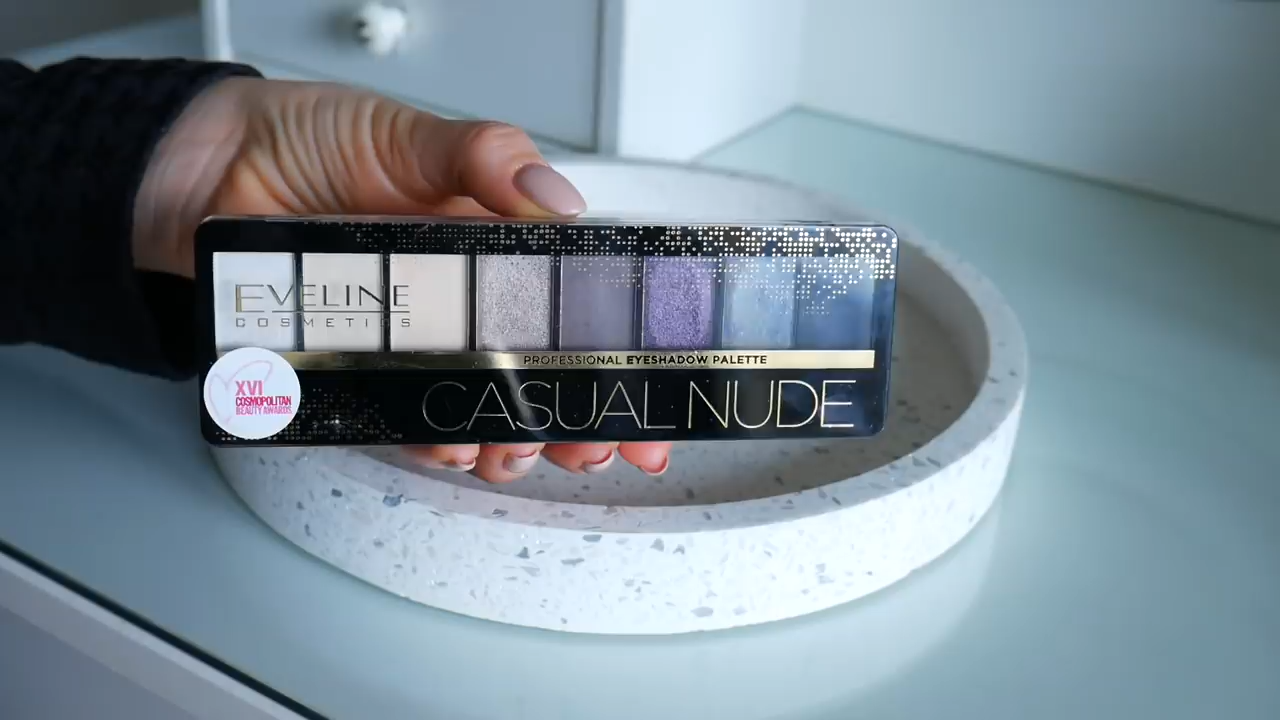 EVELINE
COSMETICS
PROFESSIONAL EYESHADOW PALETTE
CASUAL NUDE
XVI
COSMOPOLITAN
BEAUTY AWARDS